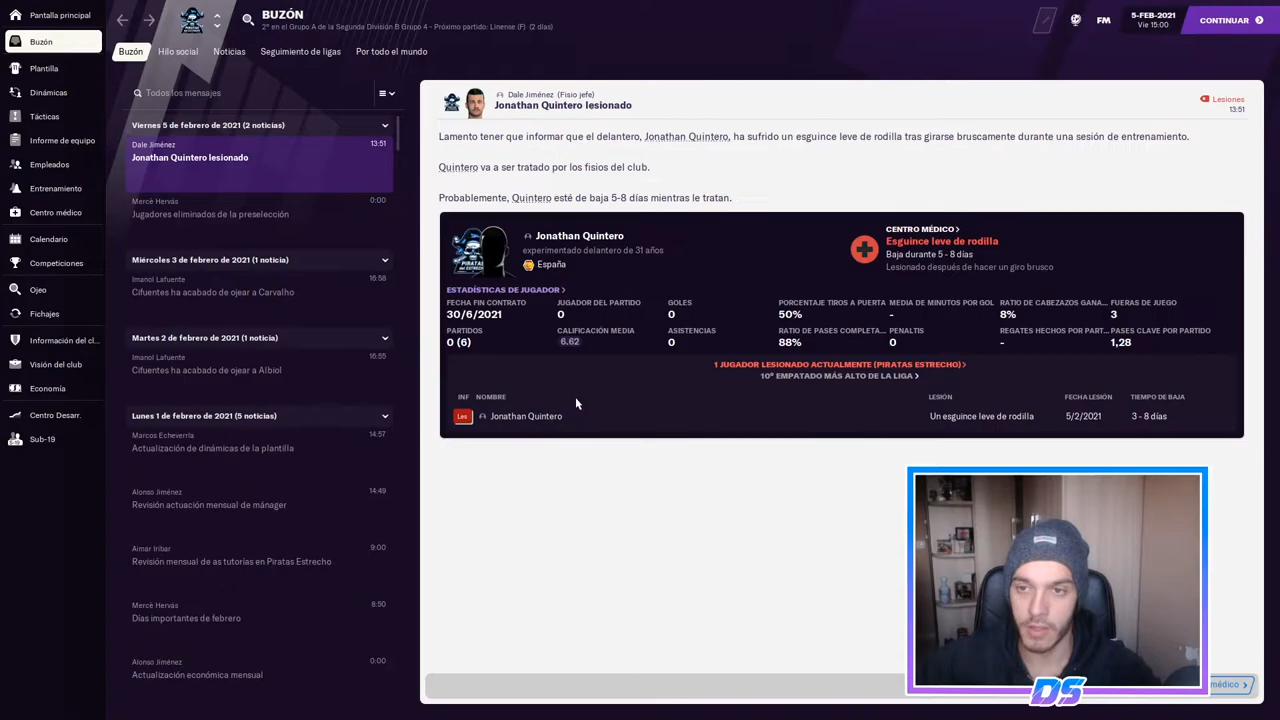 Pantalla principal
Buzón
Plantilla
Dinámicas
Tácticas
Informe de equipo
Empleados
Entrenamiento
Centro médico
Calendario
Competiciones
Ojeo
Fichajes
Información del cl...
Visión del club
Economía
Centro Desarr.
Sub-19
BUZÓN
2º en el Grupo A de la Segunda División B Grupo 4 - Próximo partido: Linense (F) (2 días)
FM
5-FEB-2021
Vie 15:00
CONTINUAR
Buzón
Hilo social
Noticias
Seguimiento de ligas
Por todo el mundo
Todos los mensajes
Viernes 5 de febrero de 2021 (2 noticias)
Dale Jiménez 13:51
Jonathan Quintero lesionado
Mercè Hervás 0:00
Jugadores eliminados de la preselección
Miércoles 3 de febrero de 2021 (1 noticia)
Imanol Lafuente 16:58
Cifuentes ha acabado de ojear a Carvalho
Martes 2 de febrero de 2021 (1 noticia)
Imanol Lafuente 16:55
Cifuentes ha acabado de ojear a Albiol
Lunes 1 de febrero de 2021 (5 noticias)
Marcos Echeverría 14:57
Actualización de dinámicas de la plantilla
Alonso Jiménez 14:49
Revisión actuación mensual de mánager
Aimar Iribar 9:00
Revisión mensual de as tutorías en Piratas Estrecho
Mercè Hervás 8:50
Días importantes de febrero
Alonso Jiménez 0:00
Actualización económica mensual
Dale Jiménez (Fisio jefe)
Jonathan Quintero lesionado
Lesiones
13:51
Lamento tener que informar que el delantero, Jonathan Quintero, ha sufrido un esguince leve de rodilla tras girarse bruscamente durante una sesión de entrenamiento.
Quintero va a ser tratado por los fisios del club.
Probablemente, Quintero esté de baja 5-8 días mientras le tratan.
Jonathan Quintero
experimentado delantero de 31 años
España
CENTRO MÉDICO
Esguince leve de rodilla
Baja durante 5 - 8 días
Lesionado después de hacer un giro brusco
ESTADÍSTICAS DE JUGADOR
FECHA FIN CONTRATO JUGADOR DEL PARTIDO GOLES PORCENTAJE TIROS A PUERTA MEDIA DE MINUTOS POR GOL RATIO DE CABEZAZOS GANA... FUERAS DE JUEGO
30/6/2021 0 0 50% - 8% 3
PARTIDOS CALIFICACIÓN MEDIA ASISTENCIAS RATIO DE PASES COMPLETA... PENALTIS REGATES HECHOS POR PART... PASES CLAVE POR PARTIDO
0 (6) 6.62 0 88% 0 - 1,28
1 JUGADOR LESIONADO ACTUALMENTE (PIRATAS ESTRECHO)
10º EMPATADO MÁS ALTO DE LA LIGA
INF NOMBRE LESIÓN FECHA LESIÓN TIEMPO DE BAJA
Les Jonathan Quintero Un esguince leve de rodilla 5/2/2021 3 - 8 días
médico
DS